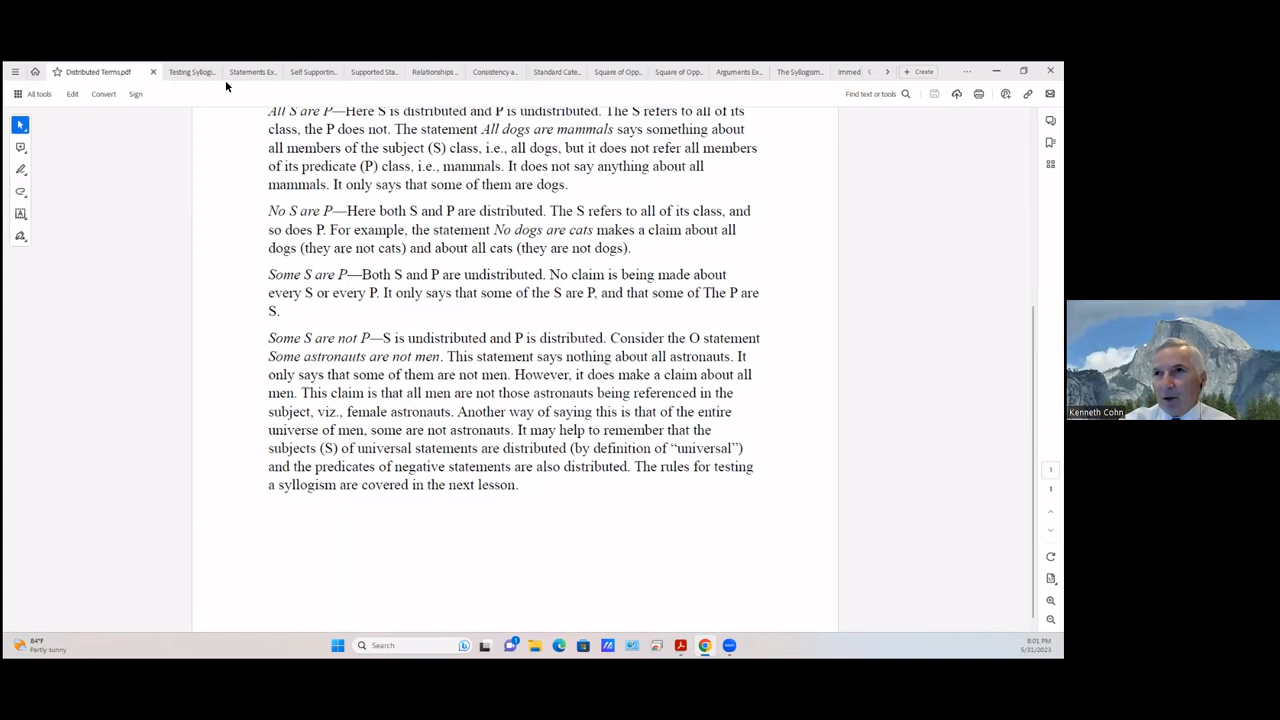 Distributed Terms.pdf
Testing Syllogi...
Statements Ex...
Self Supportin...
Supported Sta...
Relationships ...
Consistency a...
Standard Cate...
Square of Opp...
Square of Opp...
Arguments Ex...
The Syllogism...
Immed
Create
All tools
Edit
Convert
Sign
Find text or tools
All S are P—Here S is distributed and P is undistributed. The S refers to all of its
class, the P does not. The statement All dogs are mammals says something about
all members of the subject (S) class, i.e., all dogs, but it does not refer all members
of its predicate (P) class, i.e., mammals. It does not say anything about all
mammals. It only says that some of them are dogs.
No S are P—Here both S and P are distributed. The S refers to all of its class, and
so does P. For example, the statement No dogs are cats makes a claim about all
dogs (they are not cats) and about all cats (they are not dogs).
Some S are P—Both S and P are undistributed. No claim is being made about
every S or every P. It only says that some of the S are P, and that some of The P are
S.
Some S are not P—S is undistributed and P is distributed. Consider the O statement
Some astronauts are not men. This statement says nothing about all astronauts. It
only says that some of them are not men. However, it does make a claim about all
men. This claim is that all men are not those astronauts being referenced in the
subject, viz., female astronauts. Another way of saying this is that of the entire
universe of men, some are not astronauts. It may help to remember that the
subjects (S) of universal statements are distributed (by definition of “universal”)
and the predicates of negative statements are also distributed. The rules for testing
a syllogism are covered in the next lesson.
Kenneth Cohn
1
1
84°F
Partly sunny
Search
8:01 PM
5/31/2023